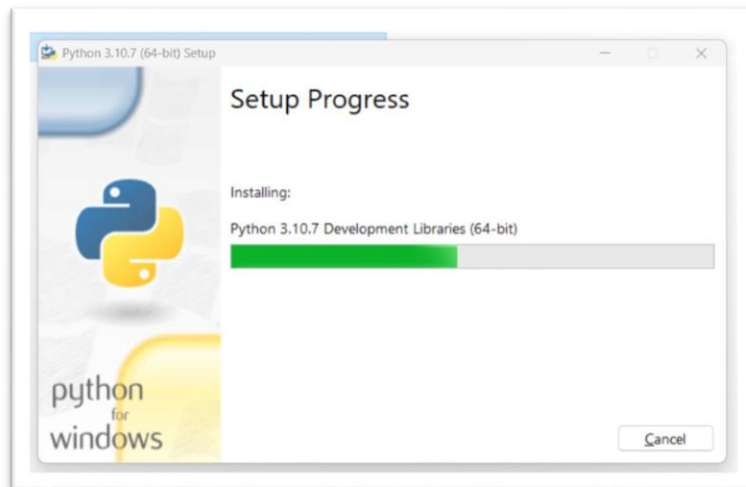 Python 3.10.7 (64-bit) Setup
Setup Progress
Installing:
Python 3.10.7 Development Libraries (64-bit)
python
for
windows
Cancel